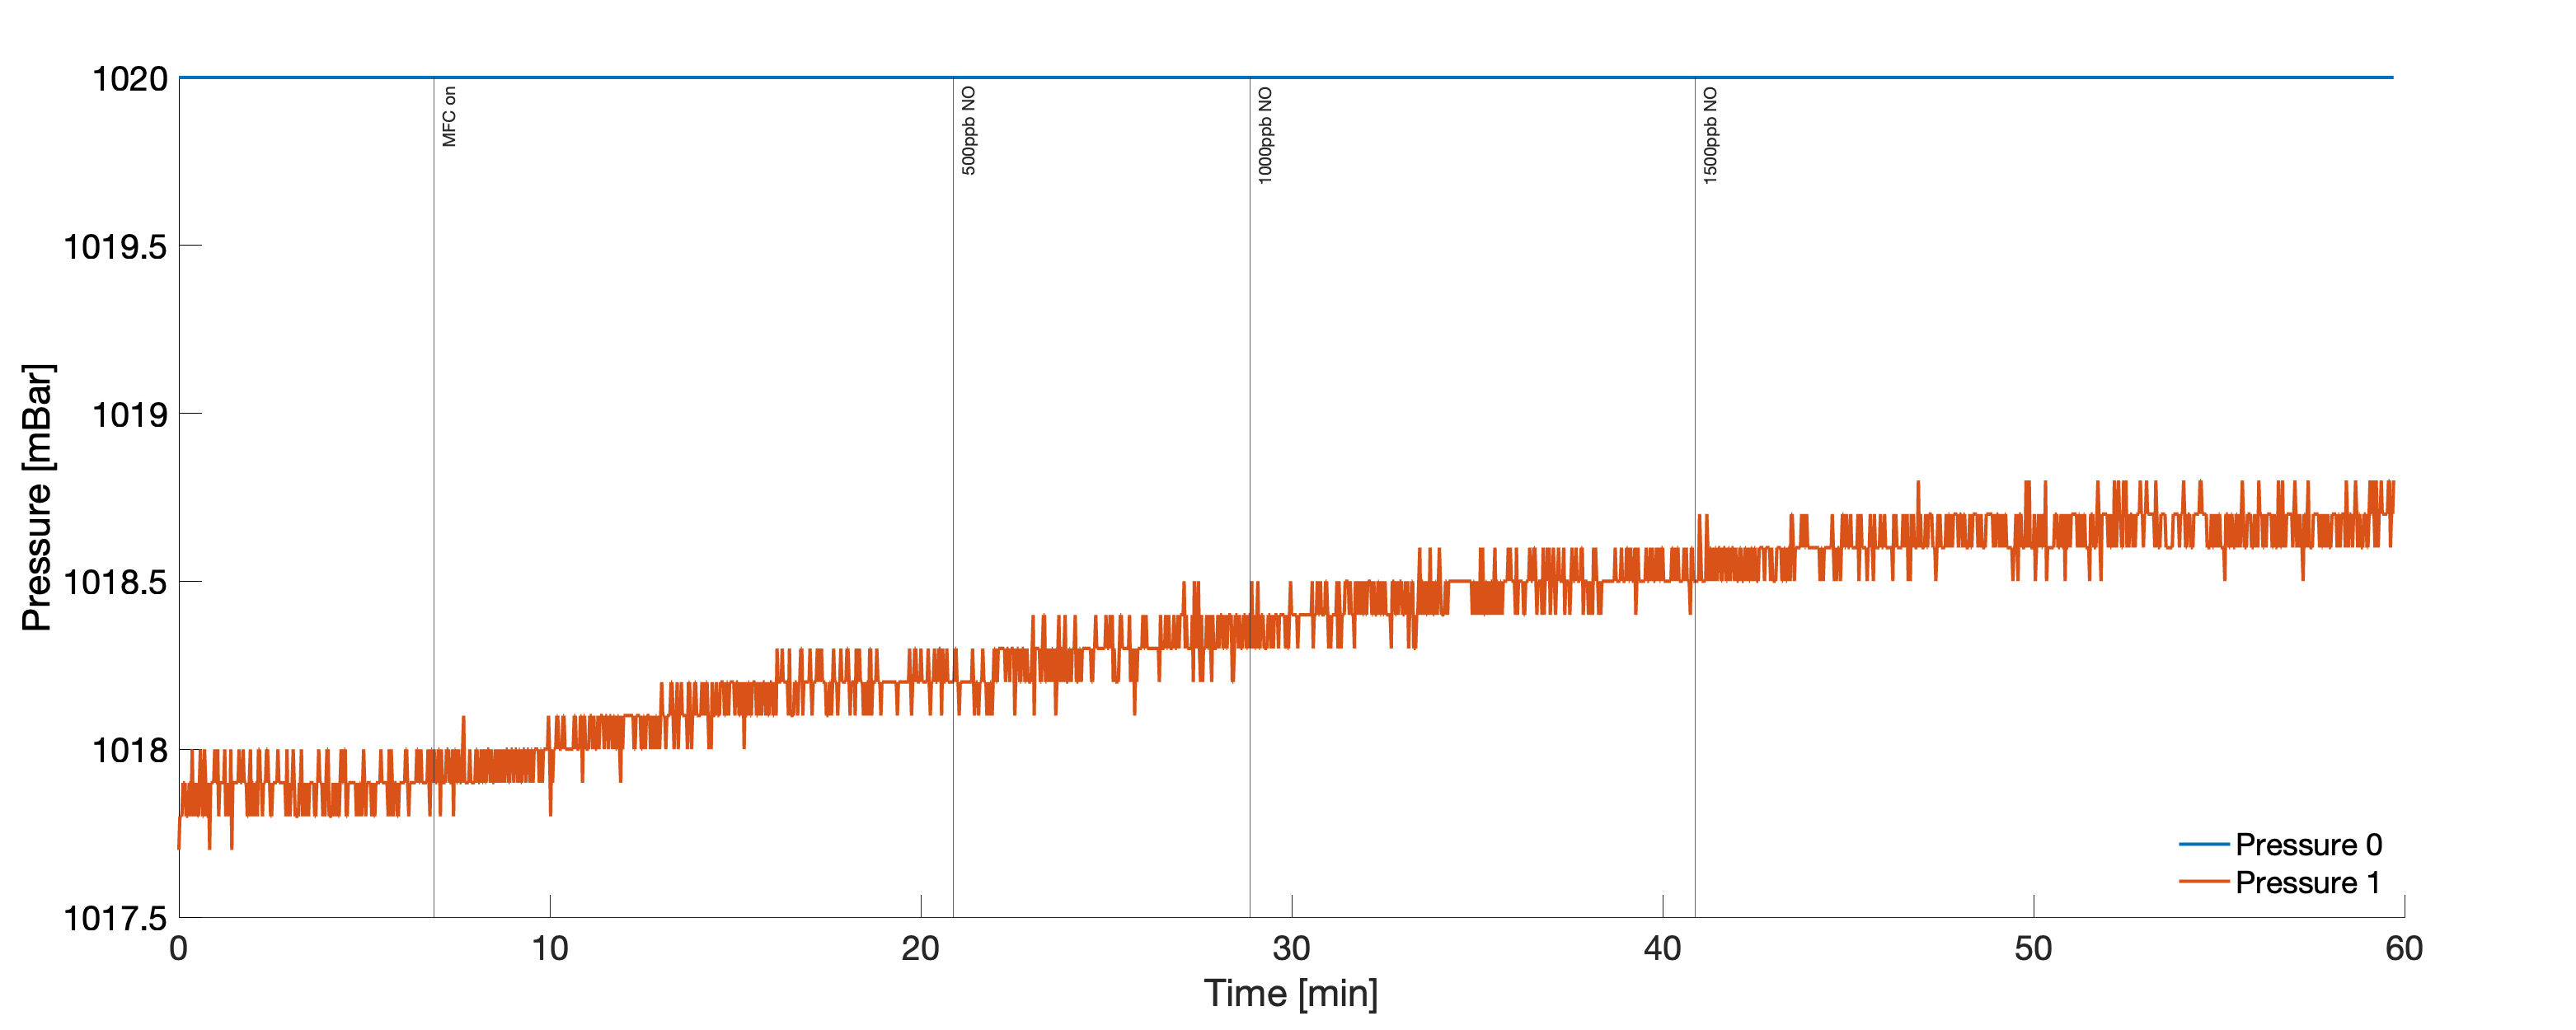 1020
1019.5
1019
1018.5
1018
1017.5
Pressure [mBar]
MFC on
500ppb NO
1000ppb NO
1500ppb NO
Pressure 0
Pressure 1
0 10 20 30 40 50 60
Time [min]